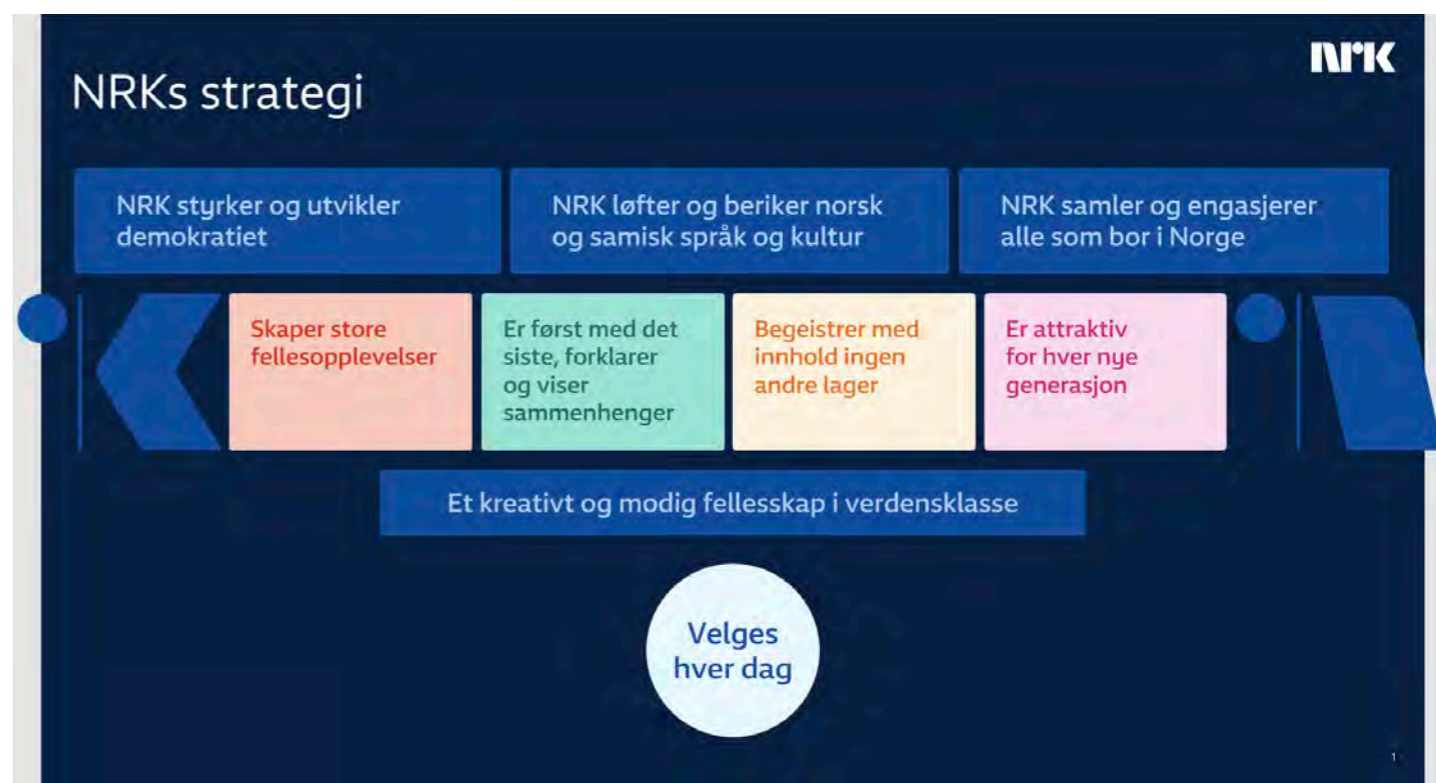 NRK
NRKs strategi
NRK styrker og utvikler
demokratiet
NRK løfter og beriker norsk
og samisk språk og kultur
NRK samler og engasjerer
alle som bor i Norge
Skaper store
fellesopplevelser
Er først med det
siste, forklarer
og viser
sammenhenger
Begeistrer med
innhold ingen
andre lager
Er attraktiv
for hver nye
generasjon
Et kreativt og modig fellesskap i verdensklasse
Velges
hver dag
1